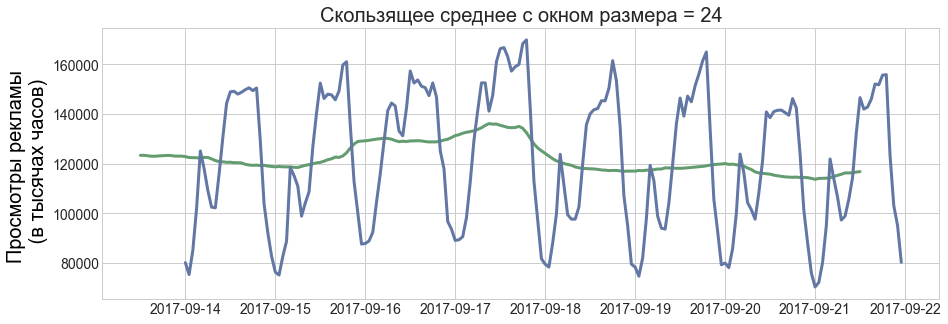 Скользящее среднее с окном размера = 24
Просмотры рекламы
(в тысячах часов)
160000
140000
120000
100000
80000
2017-09-14 2017-09-15 2017-09-16 2017-09-17 2017-09-18 2017-09-19 2017-09-20 2017-09-21 2017-09-22